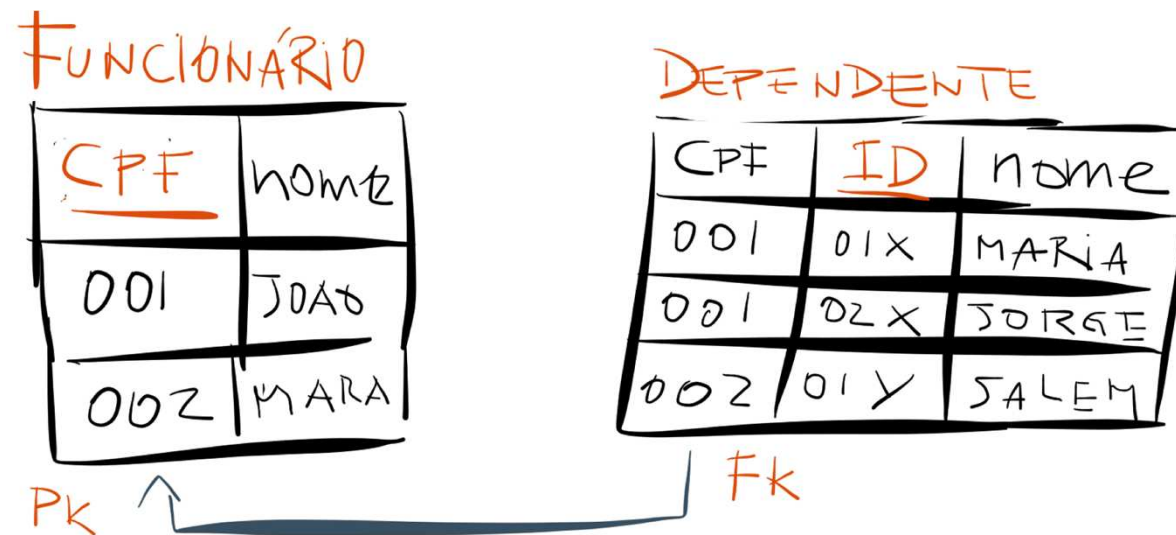 FUNCIONÁRIO
CPF nome
001 JOAO
002 MARA
PK
DEPENDENTE
CPF ID nome
001 01X MARIA
001 02X JORGE
002 01Y SALEM
Fk